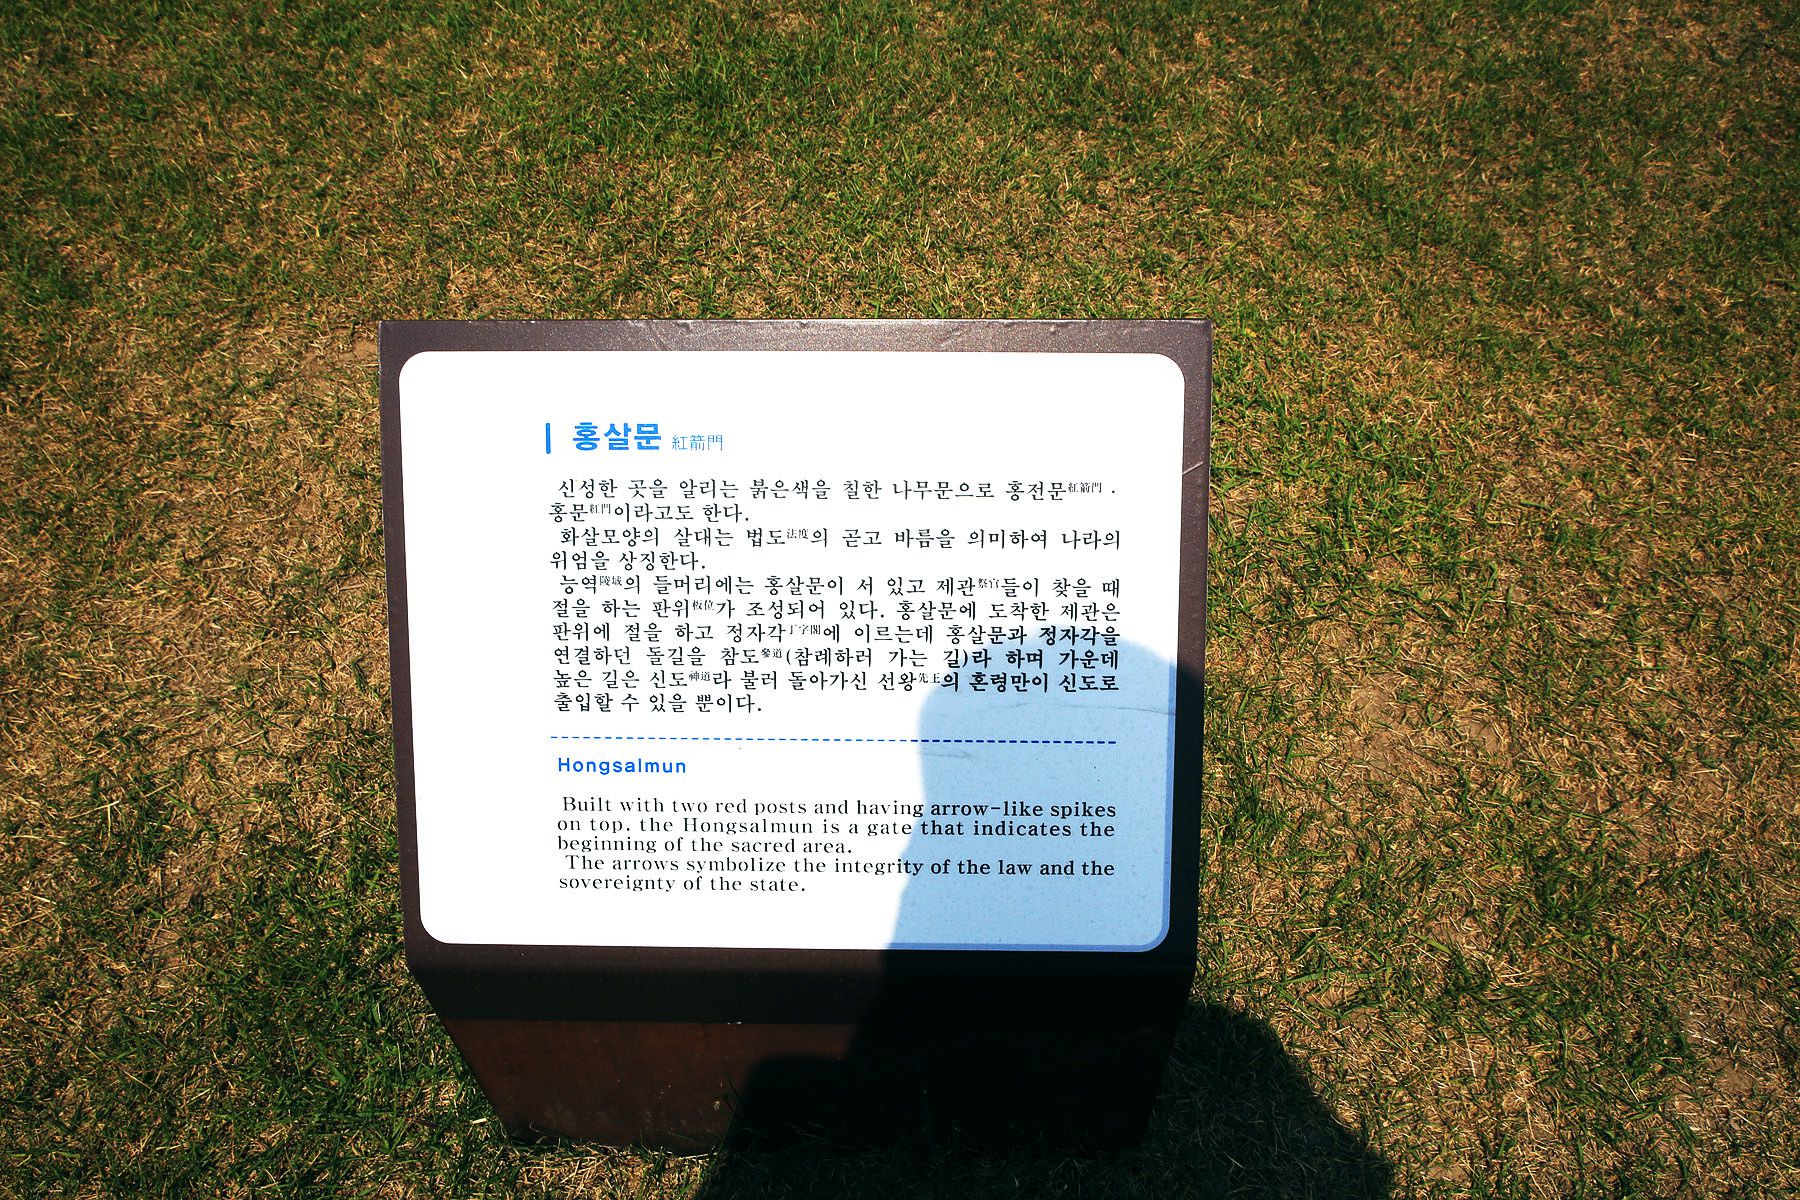 홍살문 紅箭門
신성한 곳을 알리는 붉은색을 칠한 나무문으로 홍전문紅箭門 ·
홍문紅門이라고도 한다.
화살모양의 살대는 법도法度의 곧고 바름을 의미하여 나라의
위엄을 상징한다.
능역陵域의 들머리에는 홍살문이 서 있고 제관祭官들이 찾을 때
절을 하는 판위板位가 조성되어 있다. 홍살문에 도착한 제관은
판위에 절을 하고 정자각丁字閣에 이르는데 홍살문과 정자각을
연결하던 돌길을 참도參道(참례하러 가는 길)라 하며 가운데
높은 길은 신도神道라 불러 돌아가신 선왕先王의 혼령만이 신도로
출입할 수 있을 뿐이다.
Hongsalmun
Built with two red posts and having arrow-like spikes
on top, the Hongsalmun is a gate that indicates the
beginning of the sacred area.
The arrows symbolize the integrity of the law and the
sovereignty of the state.